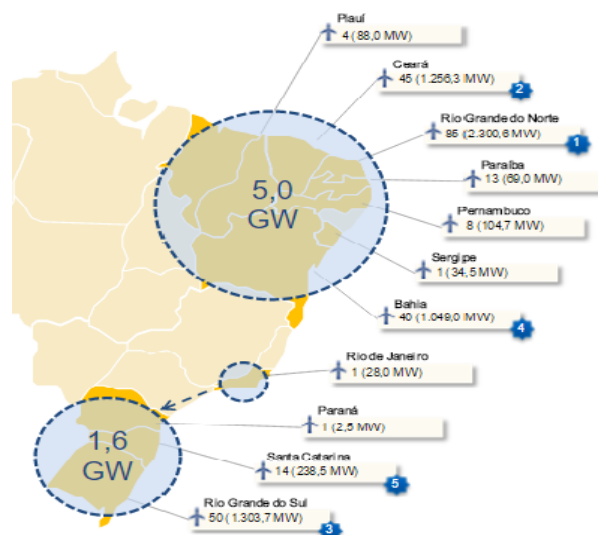 Piauí
4 (88,0 MW)
Ceará
45 (1.256,3 MW)
2
Rio Grande do Norte
85 (2.300,6 MW)
1
Paraíba
13 (69,0 MW)
5,0
GW
Pernambuco
8 (104,7 MW)
Sergipe
1 (34,5 MW)
Bahia
40 (1.049,0 MW)
4
Rio de Janeiro
1 (28,0 MW)
Paraná
1 (2,5 MW)
1,6
GW
Santa Catarina
14 (238,5 MW)
5
Rio Grande do Sul
50 (1.303,7 MW)
3